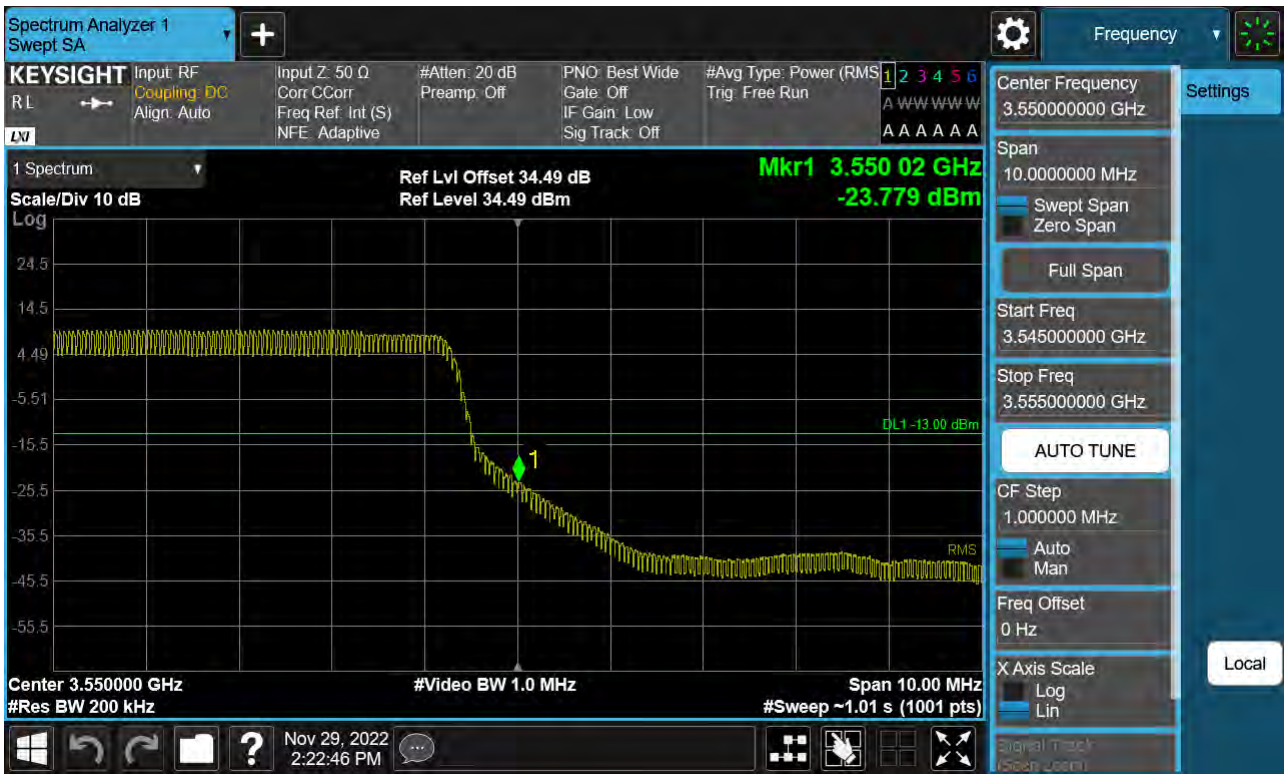 Spectrum Analyzer 1
Swept SA
Frequency
KEYSIGHT
R L
LXI
Input: RF
Coupling: DC
Align: Auto
Input Z: 50 Ω
Corr CCorr
Freq Ref: Int (S)
NFE: Adaptive
#Atten: 20 dB
Preamp: Off
PNO: Best Wide
Gate: Off
IF Gain: Low
Sig Track: Off
#Avg Type: Power (RMS
Trig: Free Run
1 2 3 4 5 6
A W W W W W
A A A A A A
1 Spectrum
Scale/Div 10 dB
Log
Ref Lvl Offset 34.49 dB
Ref Level 34.49 dBm
Mkr1 3.550 02 GHz
-23.779 dBm
24.5
14.5
4.49
-5.51
-15.5
-25.5
-35.5
-45.5
-55.5
DL1 -13.00 dBm
1
RMS
Center 3.550000 GHz
#Res BW 200 kHz
#Video BW 1.0 MHz
Span 10.00 MHz
#Sweep ~1.01 s (1001 pts)
Nov 29, 2022
2:22:46 PM
Center Frequency
3.550000000 GHz
Settings
Span
10.0000000 MHz
Swept Span
Zero Span
Full Span
Start Freq
3.545000000 GHz
Stop Freq
3.555000000 GHz
AUTO TUNE
CF Step
1.000000 MHz
Auto
Man
Freq Offset
0 Hz
X Axis Scale
Log
Lin
Local
Signal Track
(Span Zoom)